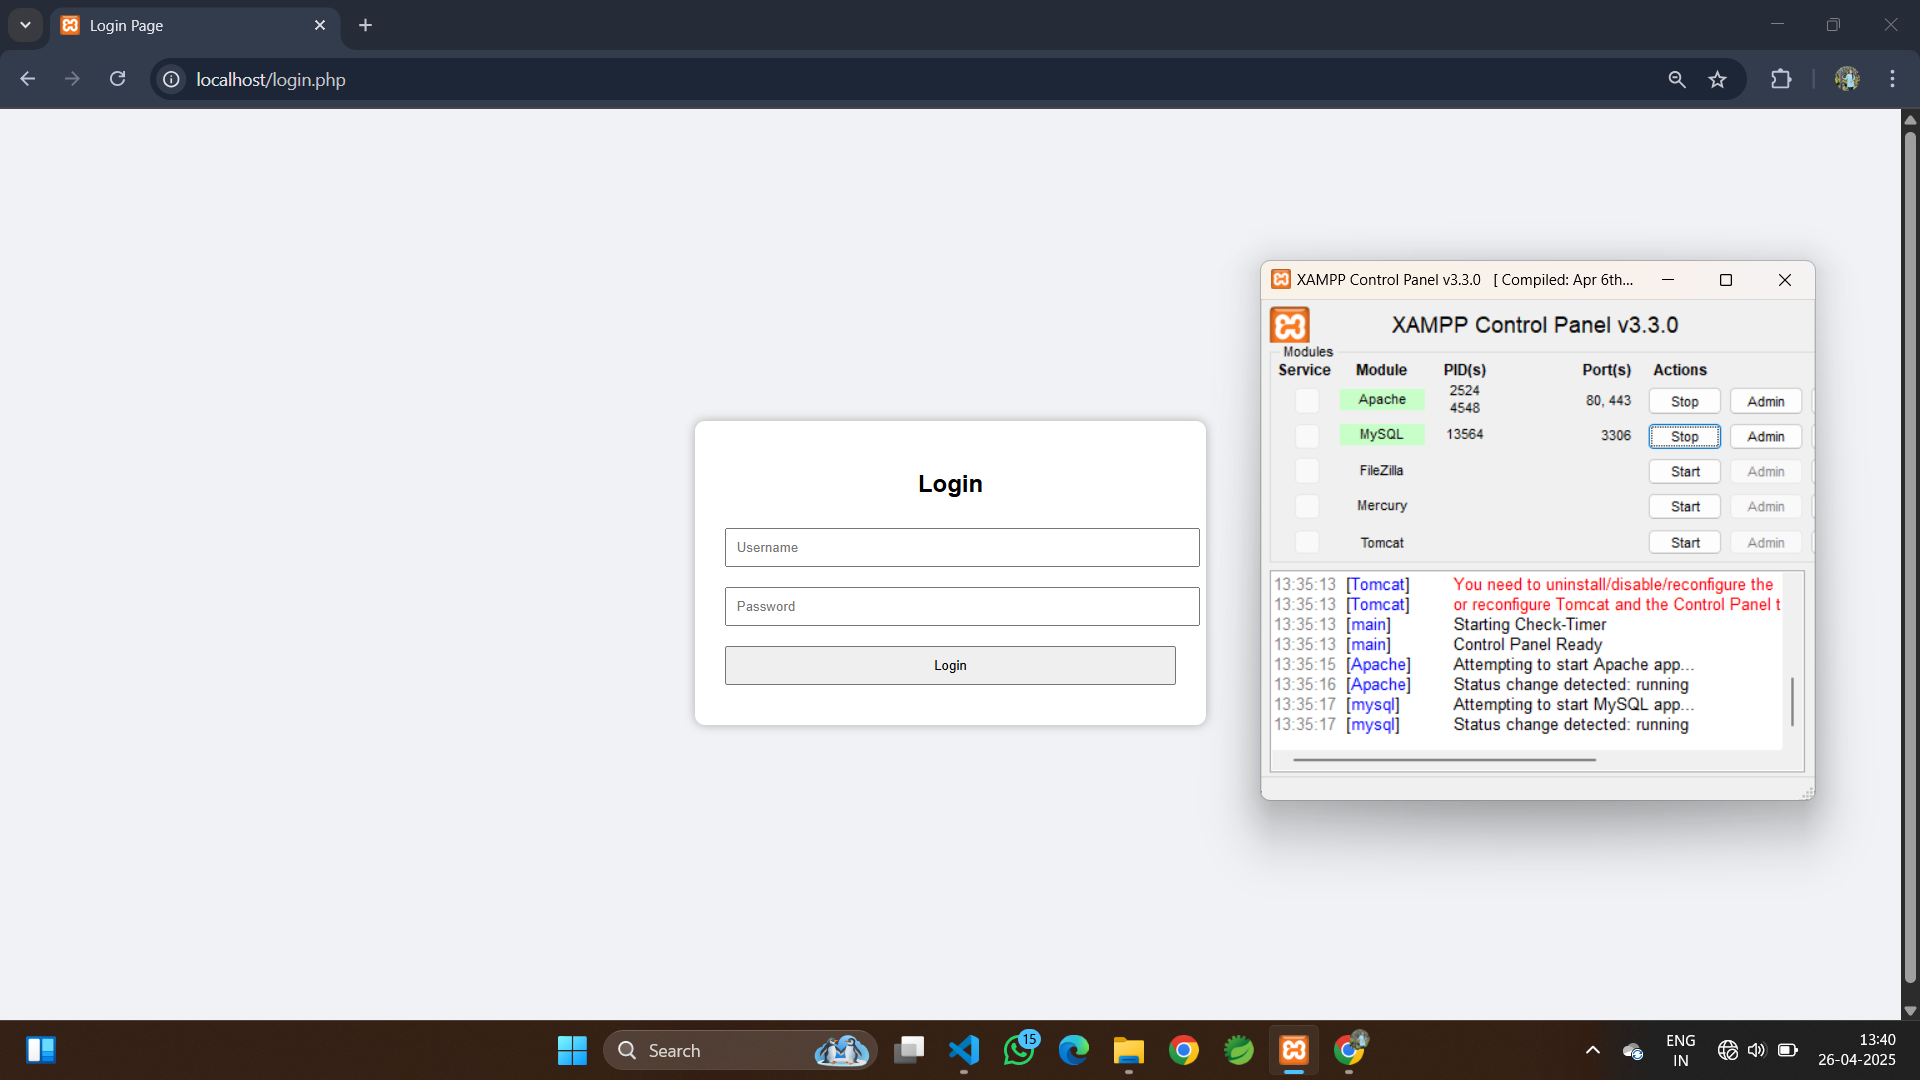 Login Page
localhost/login.php
Login
Username
Password
Login
XAMPP Control Panel v3.3.0 [ Compiled: Apr 6th...
XAMPP Control Panel v3.3.0
Modules
Service Module PID(s) Port(s) Actions
Apache 2524 4548 80, 443 Stop Admin
MySQL 13564 3306 Stop Admin
FileZilla Start Admin
Mercury Start Admin
Tomcat Start Admin
13:35:13 [Tomcat] You need to uninstall/disable/reconfigure the
13:35:13 [Tomcat] or reconfigure Tomcat and the Control Panel t
13:35:13 [main] Starting Check-Timer
13:35:13 [main] Control Panel Ready
13:35:15 [Apache] Attempting to start Apache app...
13:35:16 [Apache] Status change detected: running
13:35:17 [mysql] Attempting to start MySQL app...
13:35:17 [mysql] Status change detected: running
Search
15
ENG
IN
13:40
26-04-2025